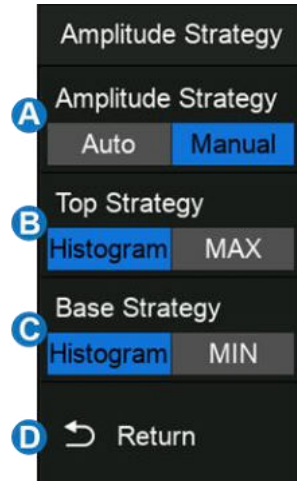 Amplitude Strategy
Amplitude Strategy
A
Auto Manual
Top Strategy
B
Histogram MAX
Base Strategy
C
Histogram MIN
D Return